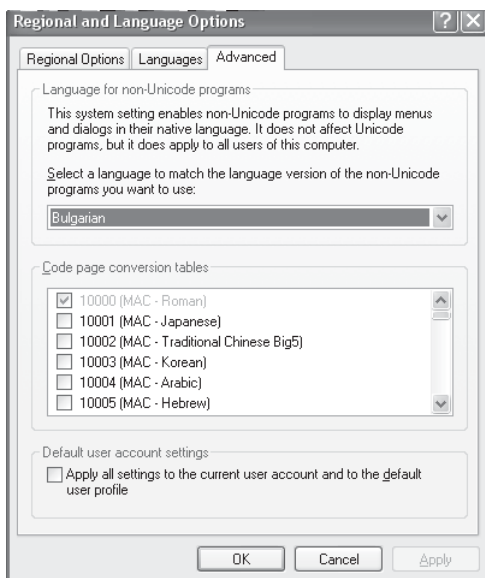 Regional and Language Options
Regional Options Languages Advanced
Language for non-Unicode programs
This system setting enables non-Unicode programs to display menus
and dialogs in their native language. It does not affect Unicode
programs, but it does apply to all users of this computer.
Select a language to match the language version of the non-Unicode
programs you want to use:
Bulgarian
Code page conversion tables
10000 (MAC - Roman)
10001 (MAC - Japanese)
10002 (MAC - Traditional Chinese Big5)
10003 (MAC - Korean)
10004 (MAC - Arabic)
10005 (MAC - Hebrew)
Default user account settings
Apply all settings to the current user account and to the default
user profile
OK Cancel Apply